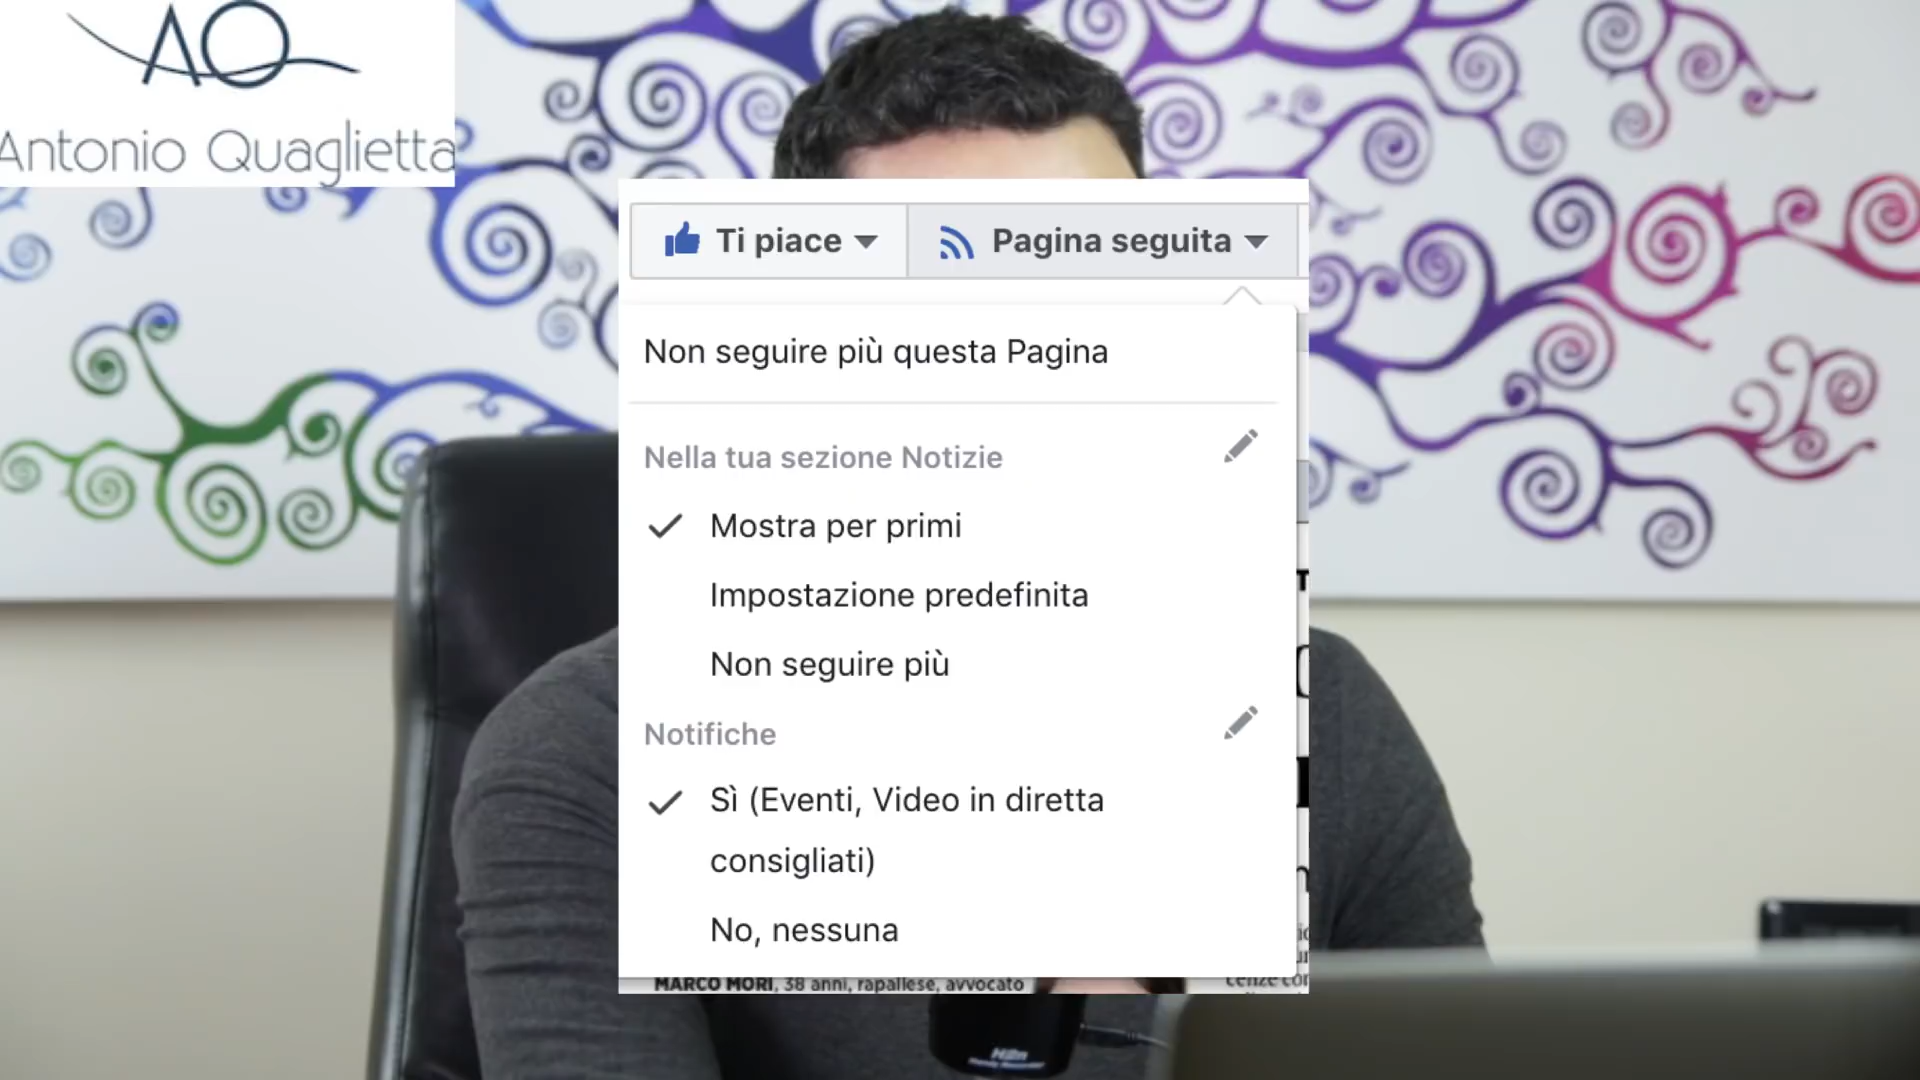 AQ
Antonio Quaglietta
Ti piace
Pagina seguita
Non seguire più questa Pagina
Nella tua sezione Notizie
Mostra per primi
Impostazione predefinita
Non seguire più
Notifiche
Sì (Eventi, Video in diretta
consigliati)
No, nessuna
MARCO MORI, 38 anni, rapallese, avvocato
H2n